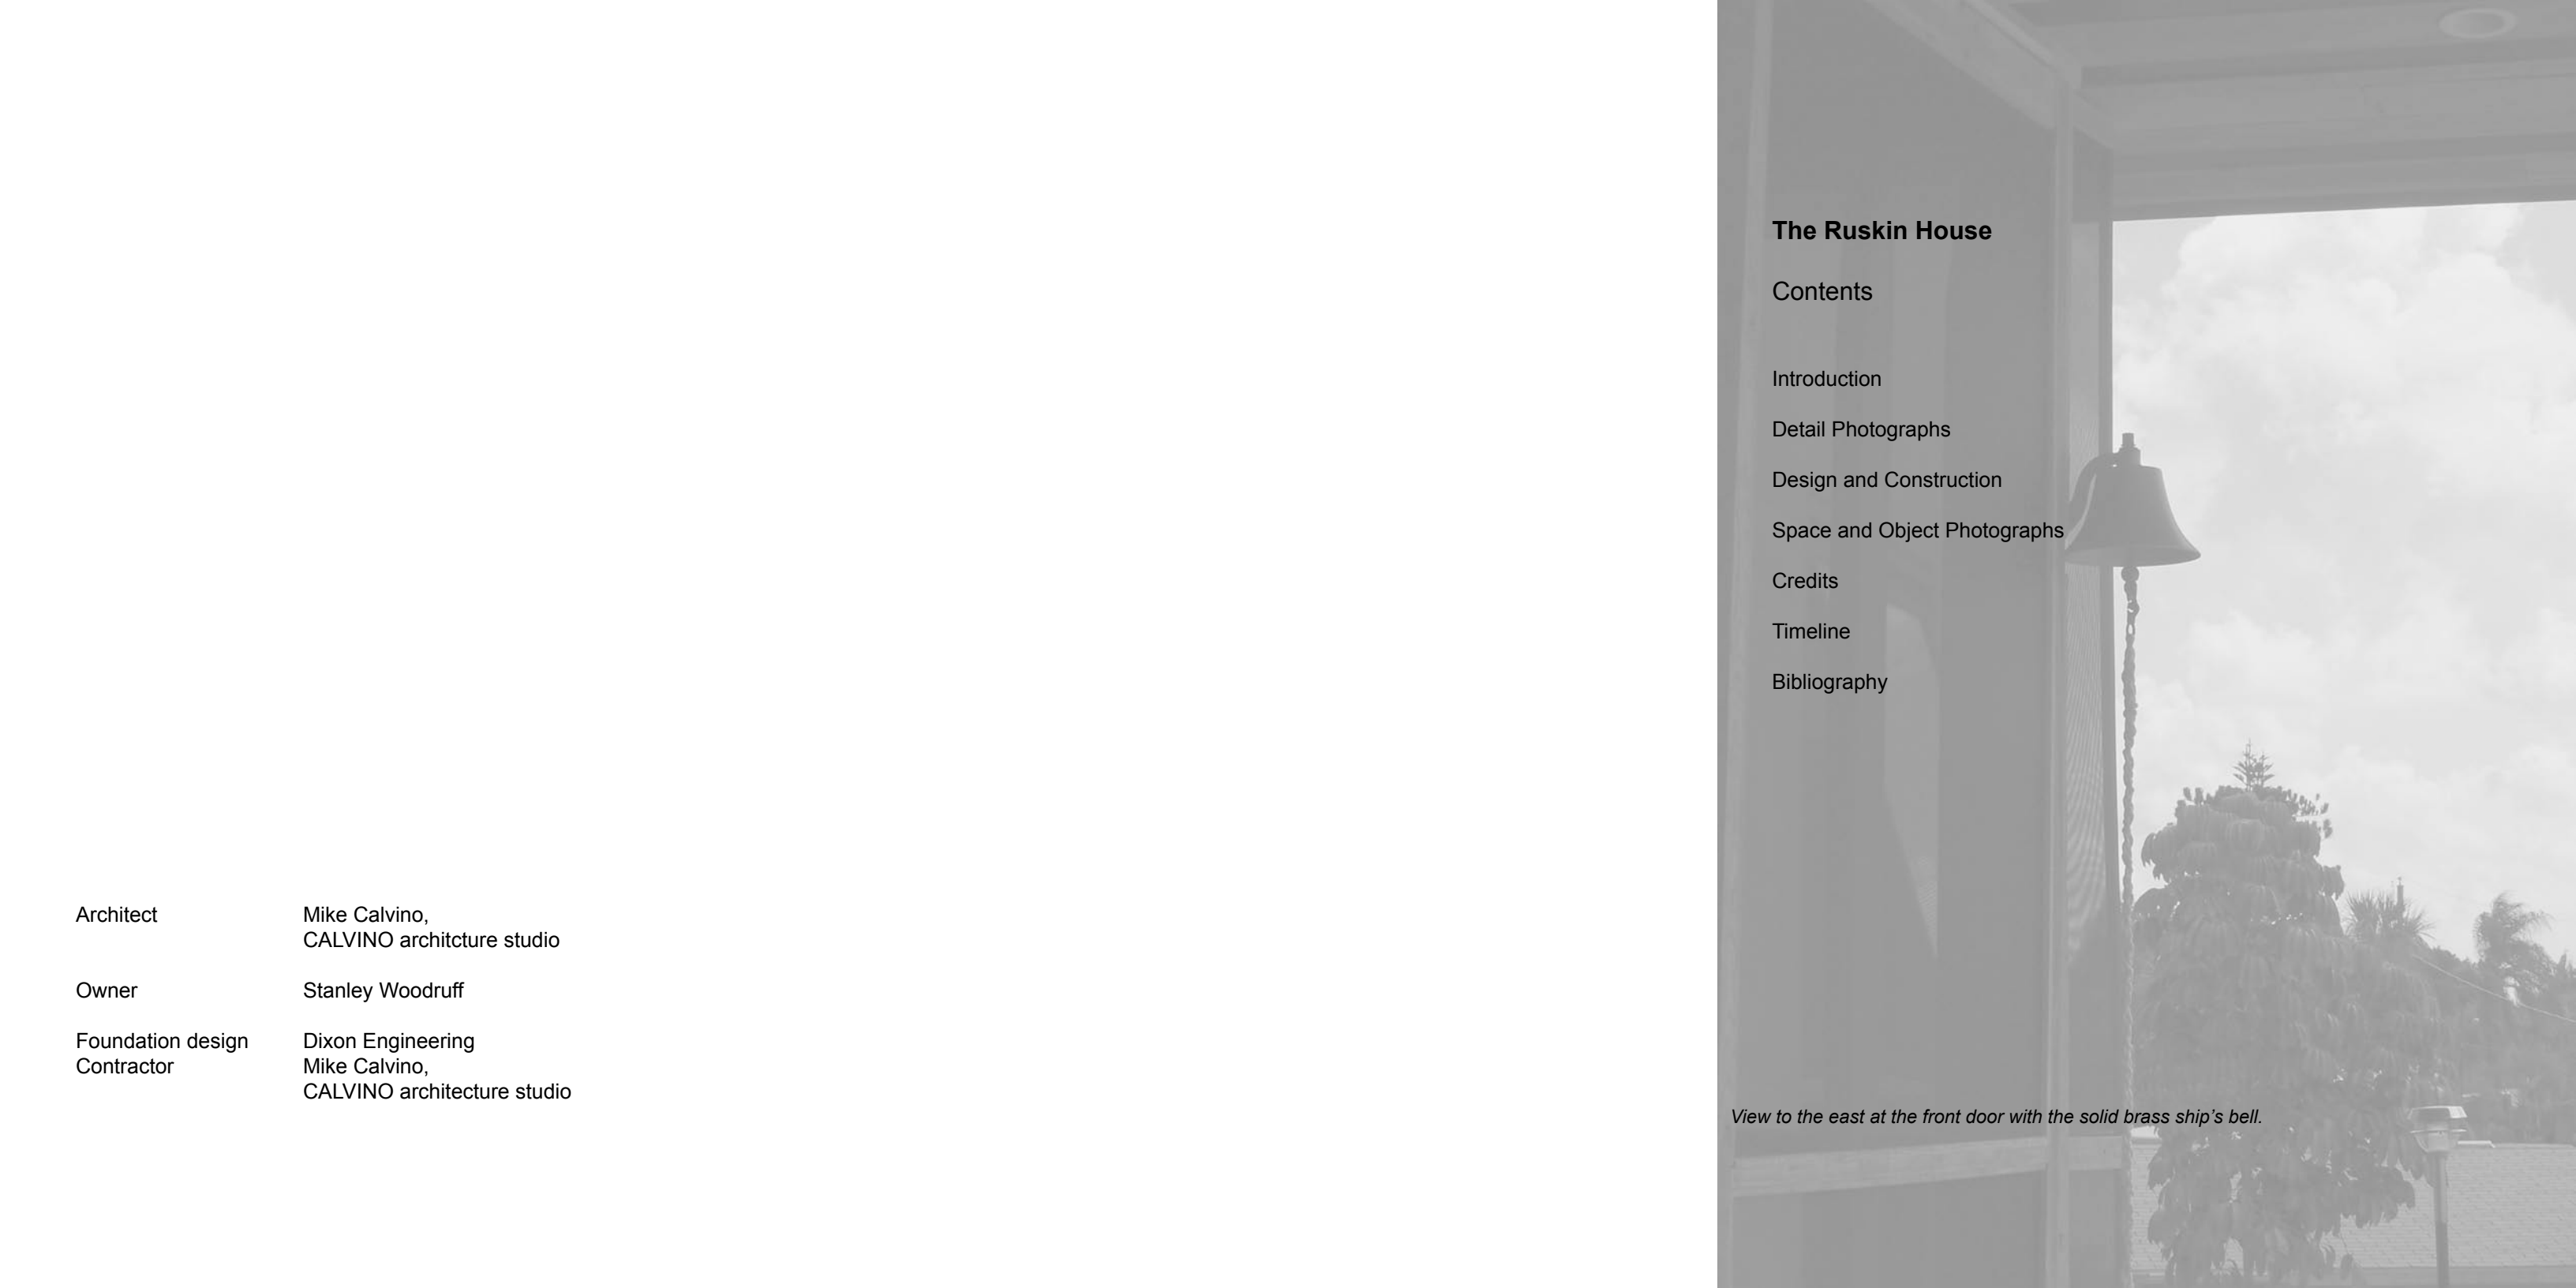 Architect Mike Calvino,
CALVINO architcture studio
Owner Stanley Woodruff
Foundation design Dixon Engineering
Contractor Mike Calvino,
CALVINO architecture studio
The Ruskin House
Contents
Introduction
Detail Photographs
Design and Construction
Space and Object Photographs
Credits
Timeline
Bibliography
View to the east at the front door with the solid brass ship’s bell.